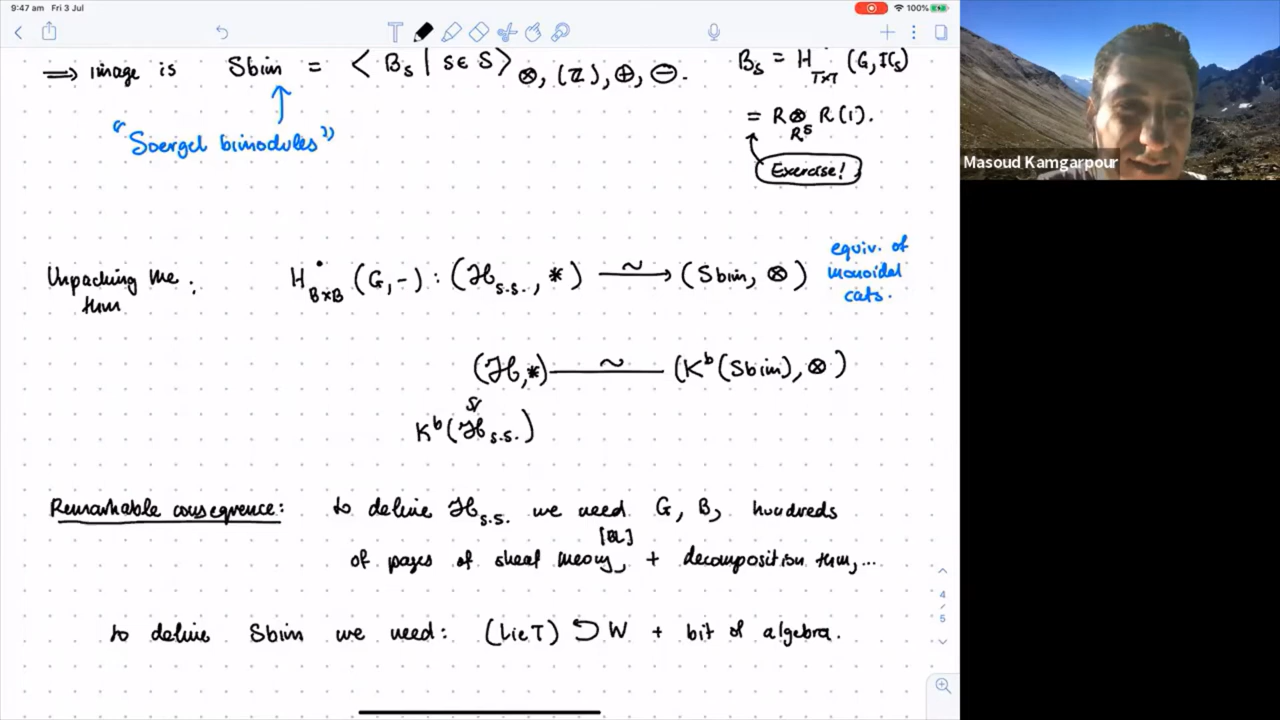 9:47 am Fri 3 Jul
100%
⟹ image is Sbim = ⟨ B_s | s ∈ S ⟩_{⊗, (ℤ), ⊕, ⊖}.
B_s = H^•_{T×T} (G, IC_s)
= R ⊗_{R^s} R(1).
Exercise!
"Soergel bimodules"
Unpacking the thm:
H^•_{B×B} (G, -) : (ℋ_{s.s.}, *) ⟶^∼ (Sbim, ⊗)
equiv. of
monoidal
cats.
(ℋ, *) ∼ (K^b(Sbim), ⊗)
K^b(ℋ_{s.s.})
Remarkable consequence: to define ℋ_{s.s.} we need G, B, hundreds
[BL]
of pages of sheaf theory, + decomposition thm, ...
to define Sbim we need: (Lie T) ⊃ W + bit of algebra.
4
/
5
Masoud Kamgarpour